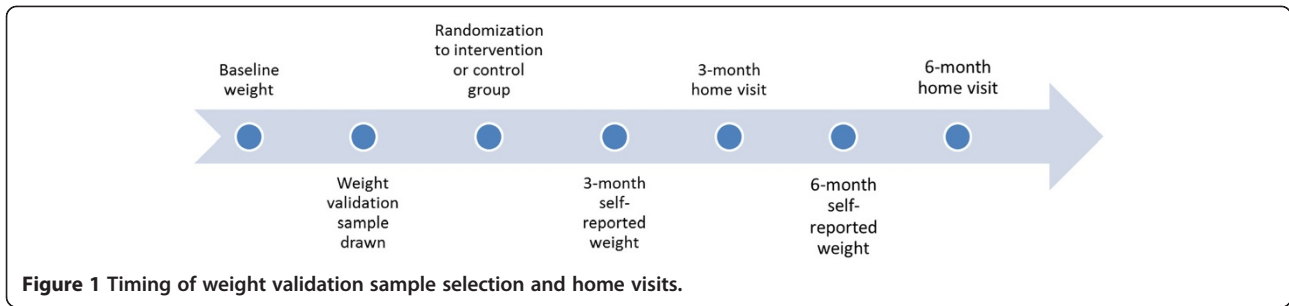 Baseline
weight
Weight
validation
sample
drawn
Randomization
to intervention
or control
group
3-month
self-
reported
weight
3-month
home visit
6-month
self-
reported
weight
6-month
home visit
Figure 1 Timing of weight validation sample selection and home visits.